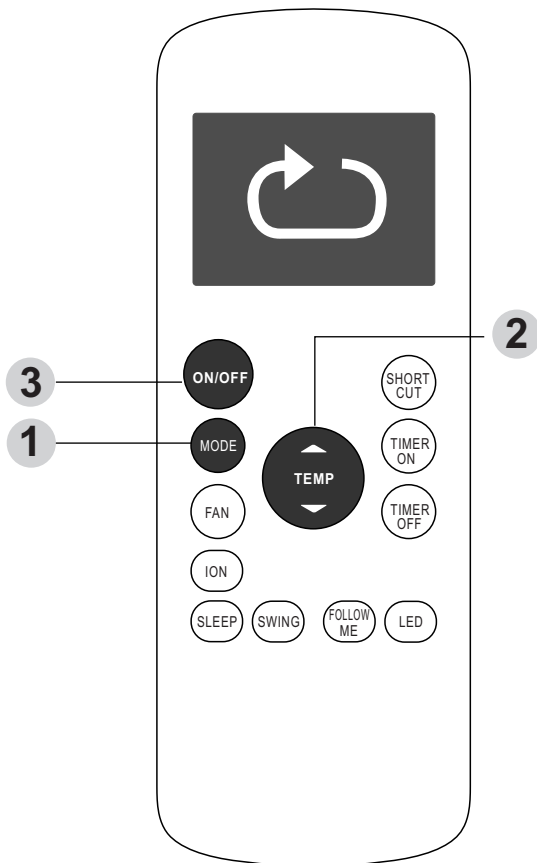 2
3
ON/OFF
SHORT
CUT
1
MODE
TEMP
TIMER
ON
FAN
TIMER
OFF
ION
SLEEP
SWING
FOLLOW
ME
LED